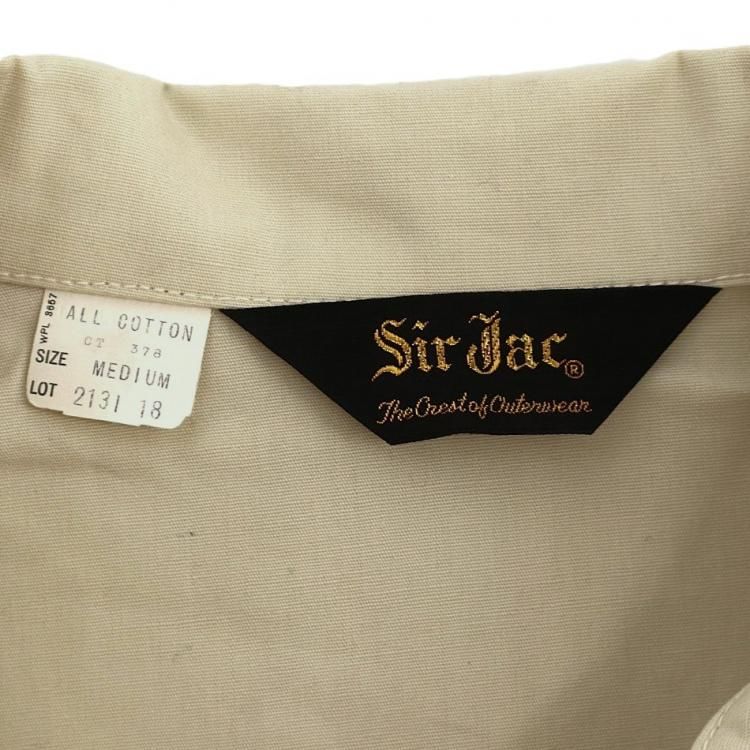 WPL 8657
ALL COTTON
CT 378
SIZE MEDIUM
LOT 2131 18
Sir Jac®
The Crest of Outerwear